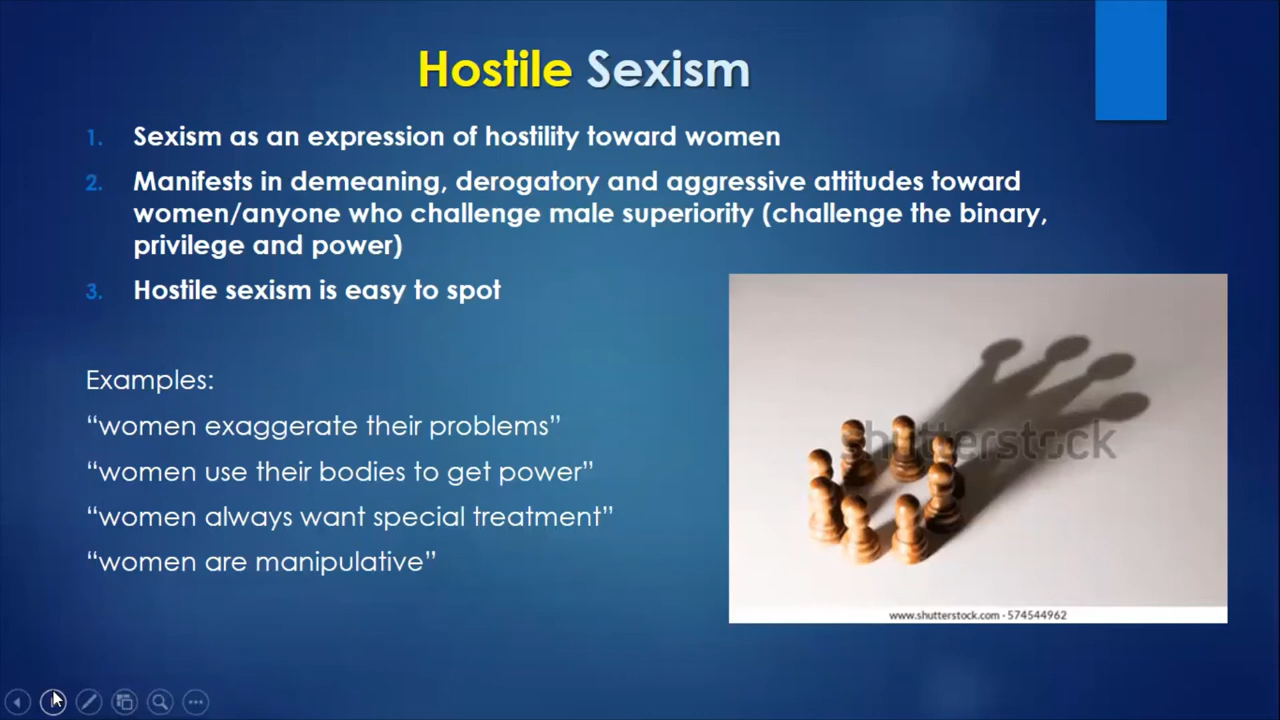 Hostile Sexism
1. Sexism as an expression of hostility toward women
2. Manifests in demeaning, derogatory and aggressive attitudes toward
women/anyone who challenge male superiority (challenge the binary,
privilege and power)
3. Hostile sexism is easy to spot
Examples:
“women exaggerate their problems”
“women use their bodies to get power”
“women always want special treatment”
“women are manipulative”
shutterstock
www.shutterstock.com · 574544962